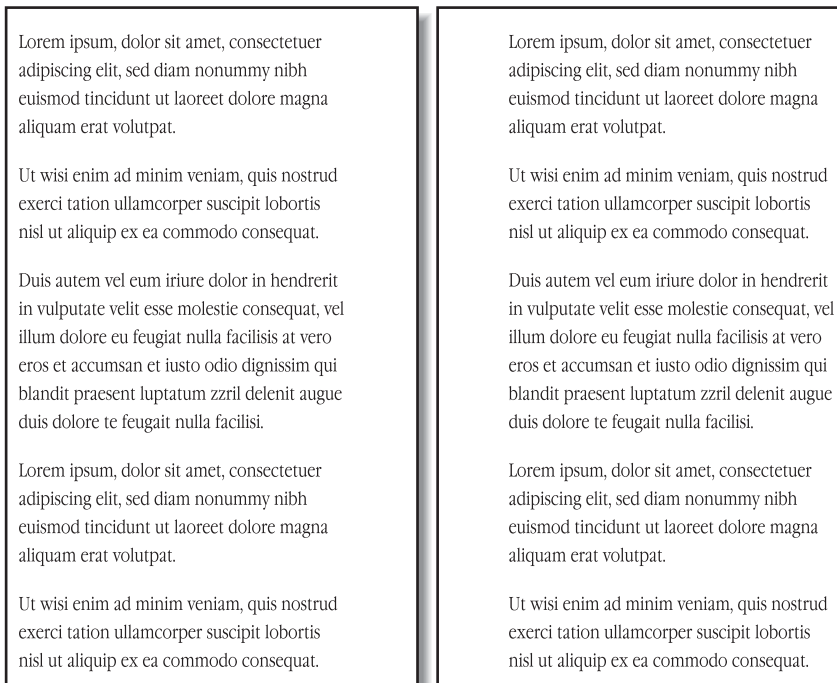 Lorem ipsum, dolor sit amet, consectetuer
adipiscing elit, sed diam nonummy nibh
euismod tincidunt ut laoreet dolore magna
aliquam erat volutpat.
Ut wisi enim ad minim veniam, quis nostrud
exerci tation ullamcorper suscipit lobortis
nisl ut aliquip ex ea commodo consequat.
Duis autem vel eum iriure dolor in hendrerit
in vulputate velit esse molestie consequat, vel
illum dolore eu feugiat nulla facilisis at vero
eros et accumsan et iusto odio dignissim qui
blandit praesent luptatum zzril delenit augue
duis dolore te feugait nulla facilisi.
Lorem ipsum, dolor sit amet, consectetuer
adipiscing elit, sed diam nonummy nibh
euismod tincidunt ut laoreet dolore magna
aliquam erat volutpat.
Ut wisi enim ad minim veniam, quis nostrud
exerci tation ullamcorper suscipit lobortis
nisl ut aliquip ex ea commodo consequat.
Lorem ipsum, dolor sit amet, consectetuer
adipiscing elit, sed diam nonummy nibh
euismod tincidunt ut laoreet dolore magna
aliquam erat volutpat.
Ut wisi enim ad minim veniam, quis nostrud
exerci tation ullamcorper suscipit lobortis
nisl ut aliquip ex ea commodo consequat.
Duis autem vel eum iriure dolor in hendrerit
in vulputate velit esse molestie consequat, vel
illum dolore eu feugiat nulla facilisis at vero
eros et accumsan et iusto odio dignissim qui
blandit praesent luptatum zzril delenit augue
duis dolore te feugait nulla facilisi.
Lorem ipsum, dolor sit amet, consectetuer
adipiscing elit, sed diam nonummy nibh
euismod tincidunt ut laoreet dolore magna
aliquam erat volutpat.
Ut wisi enim ad minim veniam, quis nostrud
exerci tation ullamcorper suscipit lobortis
nisl ut aliquip ex ea commodo consequat.